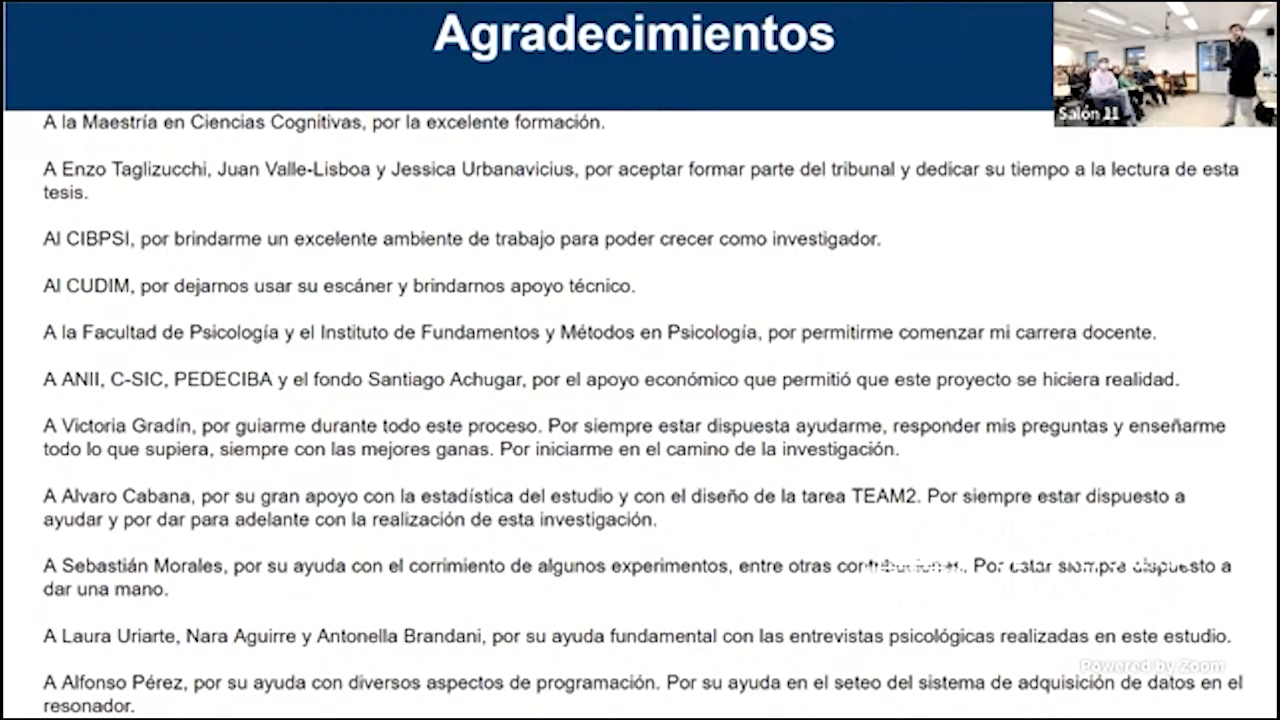 Agradecimientos
Salón 11
A la Maestría en Ciencias Cognitivas, por la excelente formación.
A Enzo Taglizucchi, Juan Valle-Lisboa y Jessica Urbanavicius, por aceptar formar parte del tribunal y dedicar su tiempo a la lectura de esta
tesis.
Al CIBPSI, por brindarme un excelente ambiente de trabajo para poder crecer como investigador.
Al CUDIM, por dejarnos usar su escáner y brindarnos apoyo técnico.
A la Facultad de Psicología y el Instituto de Fundamentos y Métodos en Psicología, por permitirme comenzar mi carrera docente.
A ANII, C-SIC, PEDECIBA y el fondo Santiago Achugar, por el apoyo económico que permitió que este proyecto se hiciera realidad.
A Victoria Gradín, por guiarme durante todo este proceso. Por siempre estar dispuesta ayudarme, responder mis preguntas y enseñarme
todo lo que supiera, siempre con las mejores ganas. Por iniciarme en el camino de la investigación.
A Alvaro Cabana, por su gran apoyo con la estadística del estudio y con el diseño de la tarea TEAM2. Por siempre estar dispuesto a
ayudar y por dar para adelante con la realización de esta investigación.
A Sebastián Morales, por su ayuda con el corrimiento de algunos experimentos, entre otras contribuciones. Por estar siempre dispuesto a
dar una mano.
A Laura Uriarte, Nara Aguirre y Antonella Brandani, por su ayuda fundamental con las entrevistas psicológicas realizadas en este estudio.
Powered by Zoom
A Alfonso Pérez, por su ayuda con diversos aspectos de programación. Por su ayuda en el seteo del sistema de adquisición de datos en el
resonador.